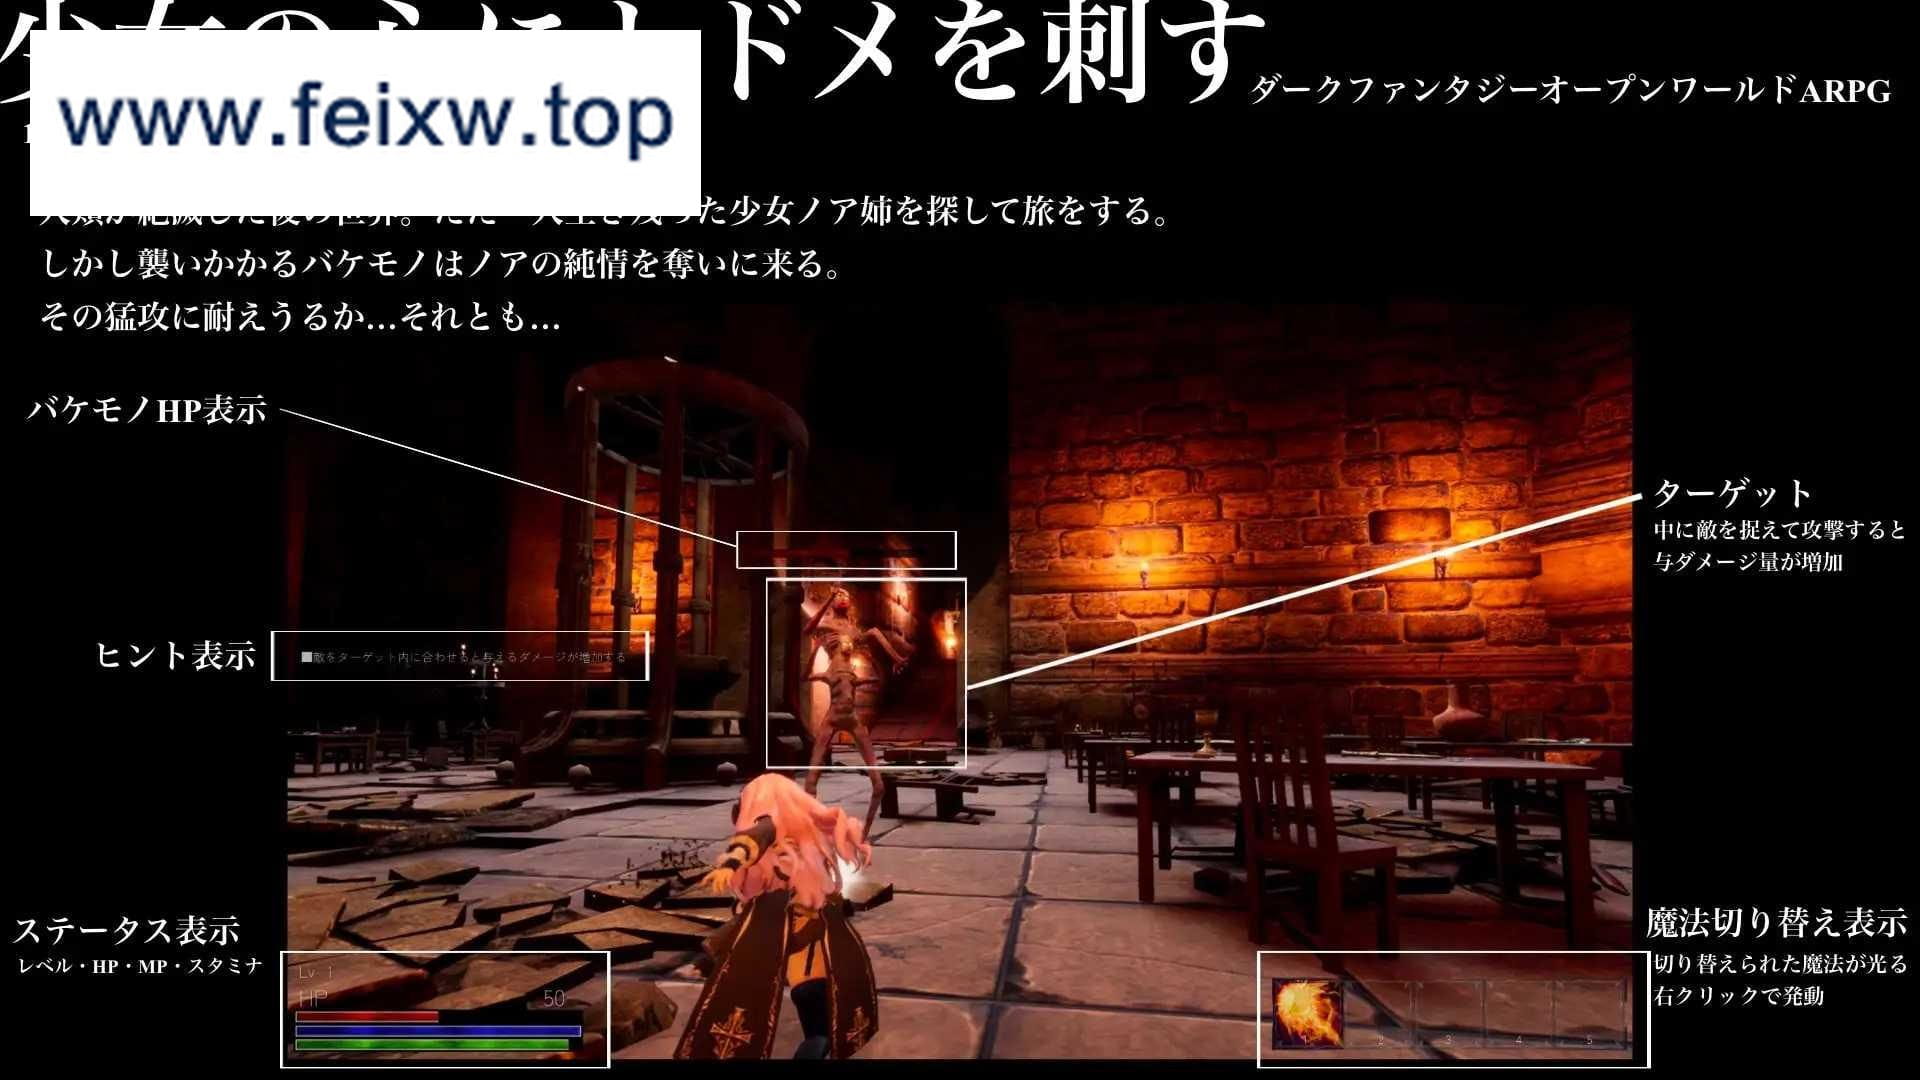 ドメを刺す
ダークファンタジーオープンワールドARPG
www.feixw.top
た少女ノア姉を探して旅をする。
しかし襲いかかるバケモノはノアの純情を奪いに来る。
その猛攻に耐えうるか...それとも...
バケモノHP表示
ターゲット
中に敵を捉えて攻撃すると
与ダメージ量が増加
ヒント表示
■敵をターゲット内に合わせると与えるダメージが増加する
ステータス表示
レベル・HP・MP・スタミナ
Lv 1
HP 50
魔法切り替え表示
切り替えられた魔法が光る
右クリックで発動
1 2 3 4 5